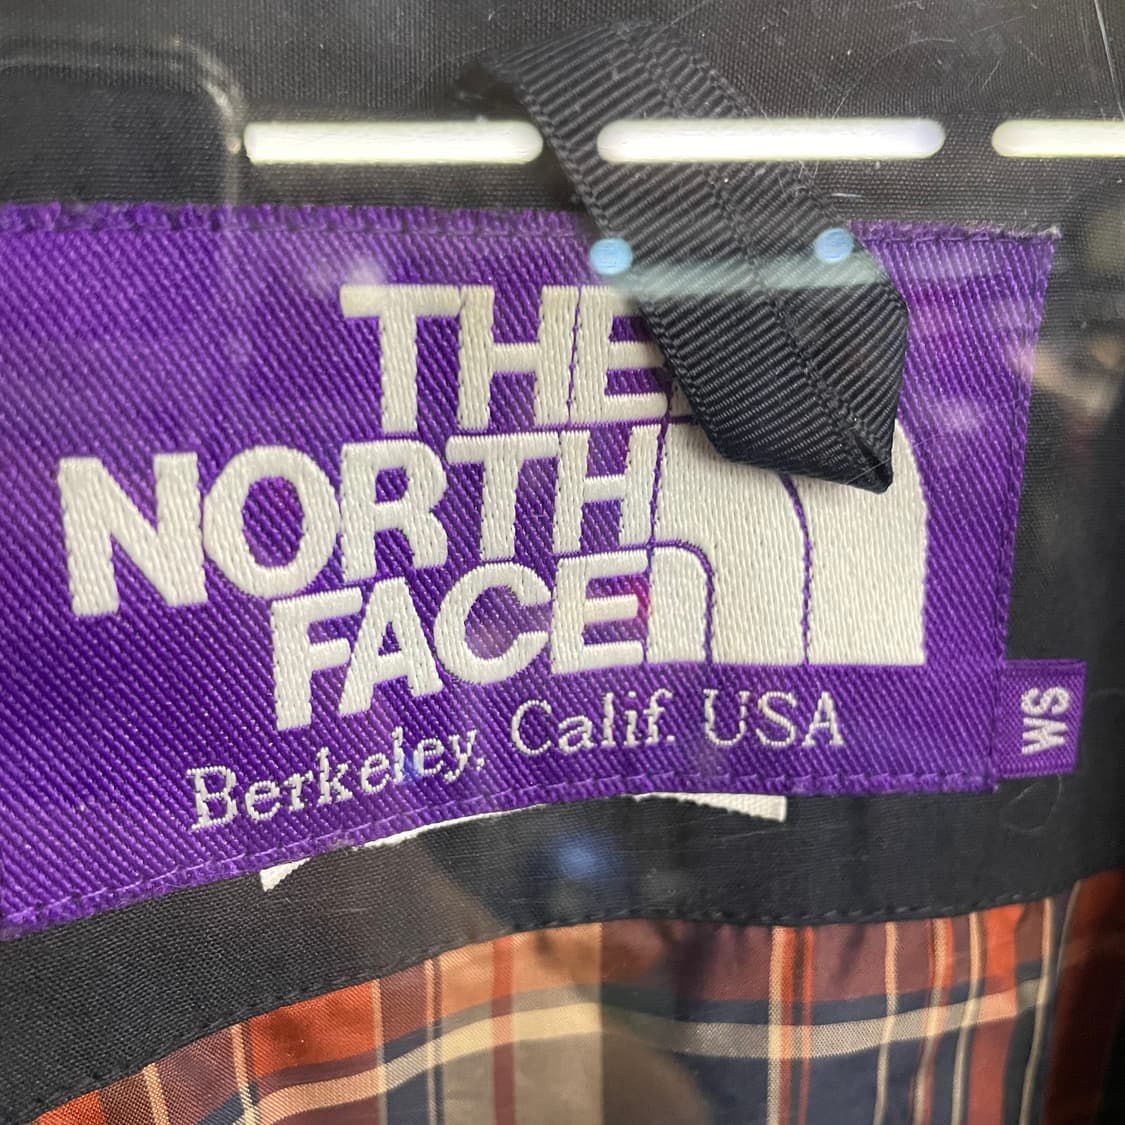 THE
NORTH
FACE
Berkeley, Calif. USA
WS